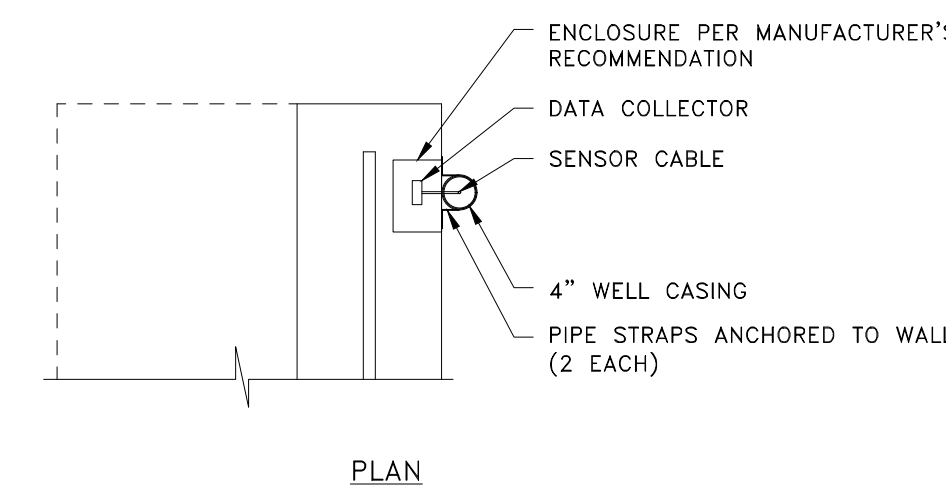 ENCLOSURE PER MANUFACTURER'S
RECOMMENDATION
DATA COLLECTOR
SENSOR CABLE
4" WELL CASING
PIPE STRAPS ANCHORED TO WALL
(2 EACH)
PLAN